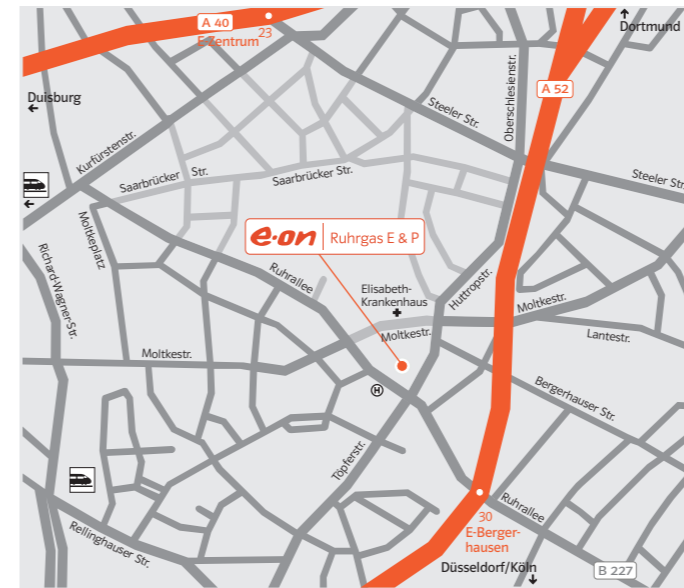 A 40
E-Zentrum
23
Dortmund
Duisburg
A 52
Oberschlesienstr.
Steeler Str.
Kurfürstenstr.
Saarbrücker Str.
Saarbrücker Str.
Steeler Str.
Moltkeplatz
e·on Ruhrgas E & P
Richard-Wagner-Str.
Ruhrallee
Huttropstr.
Elisabeth-
Krankenhaus
Moltkestr.
Moltkestr.
Lantestr.
Moltkestr.
Bergerhauser Str.
H
Töpferstr.
Ruhrallee
30
E-Berger-
hausen
Rellinghauser Str.
Düsseldorf/Köln
B 227